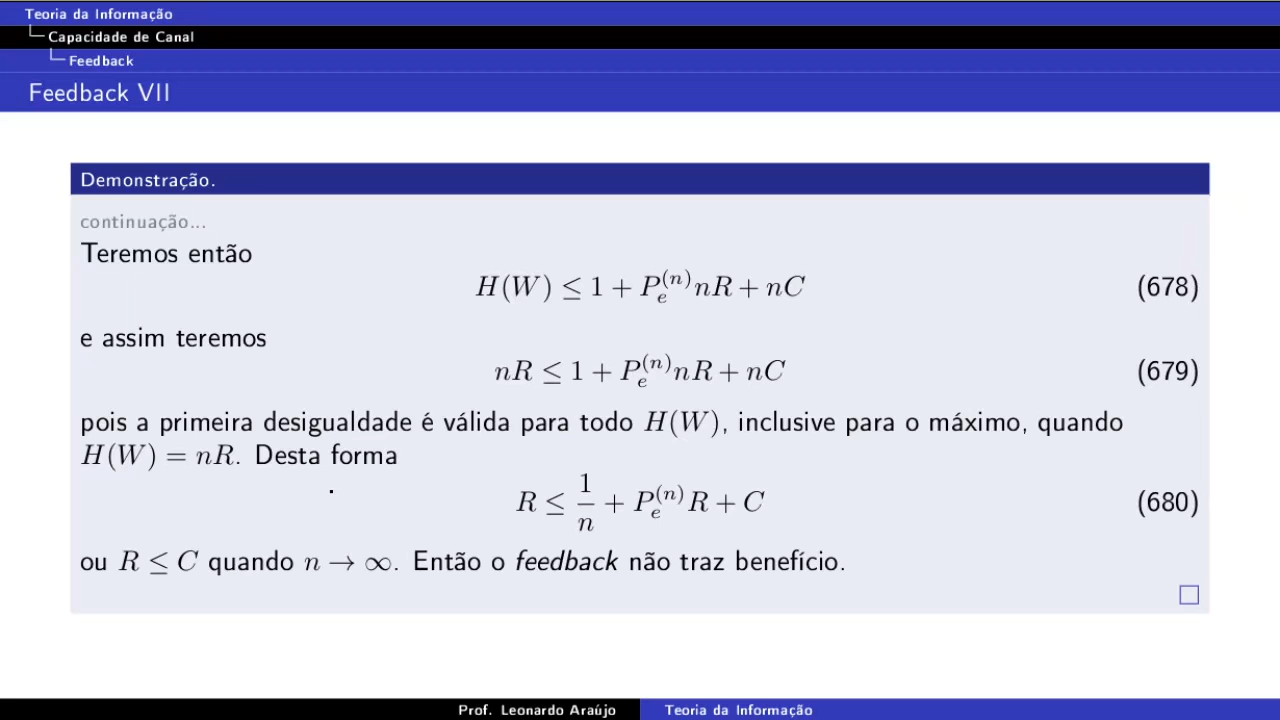 Teoria da Informação
Capacidade de Canal
Feedback
Feedback VII
Demonstração.
continuação...
Teremos então
H(W) ≤ 1 + P_e^{(n)} nR + nC (678)
e assim teremos
nR ≤ 1 + P_e^{(n)} nR + nC (679)
pois a primeira desigualdade é válida para todo H(W), inclusive para o máximo, quando
H(W) = nR. Desta forma
R ≤ \frac{1}{n} + P_e^{(n)} R + C (680)
ou R ≤ C quando n → ∞. Então o feedback não traz benefício.
□
Prof. Leonardo Araújo Teoria da Informação